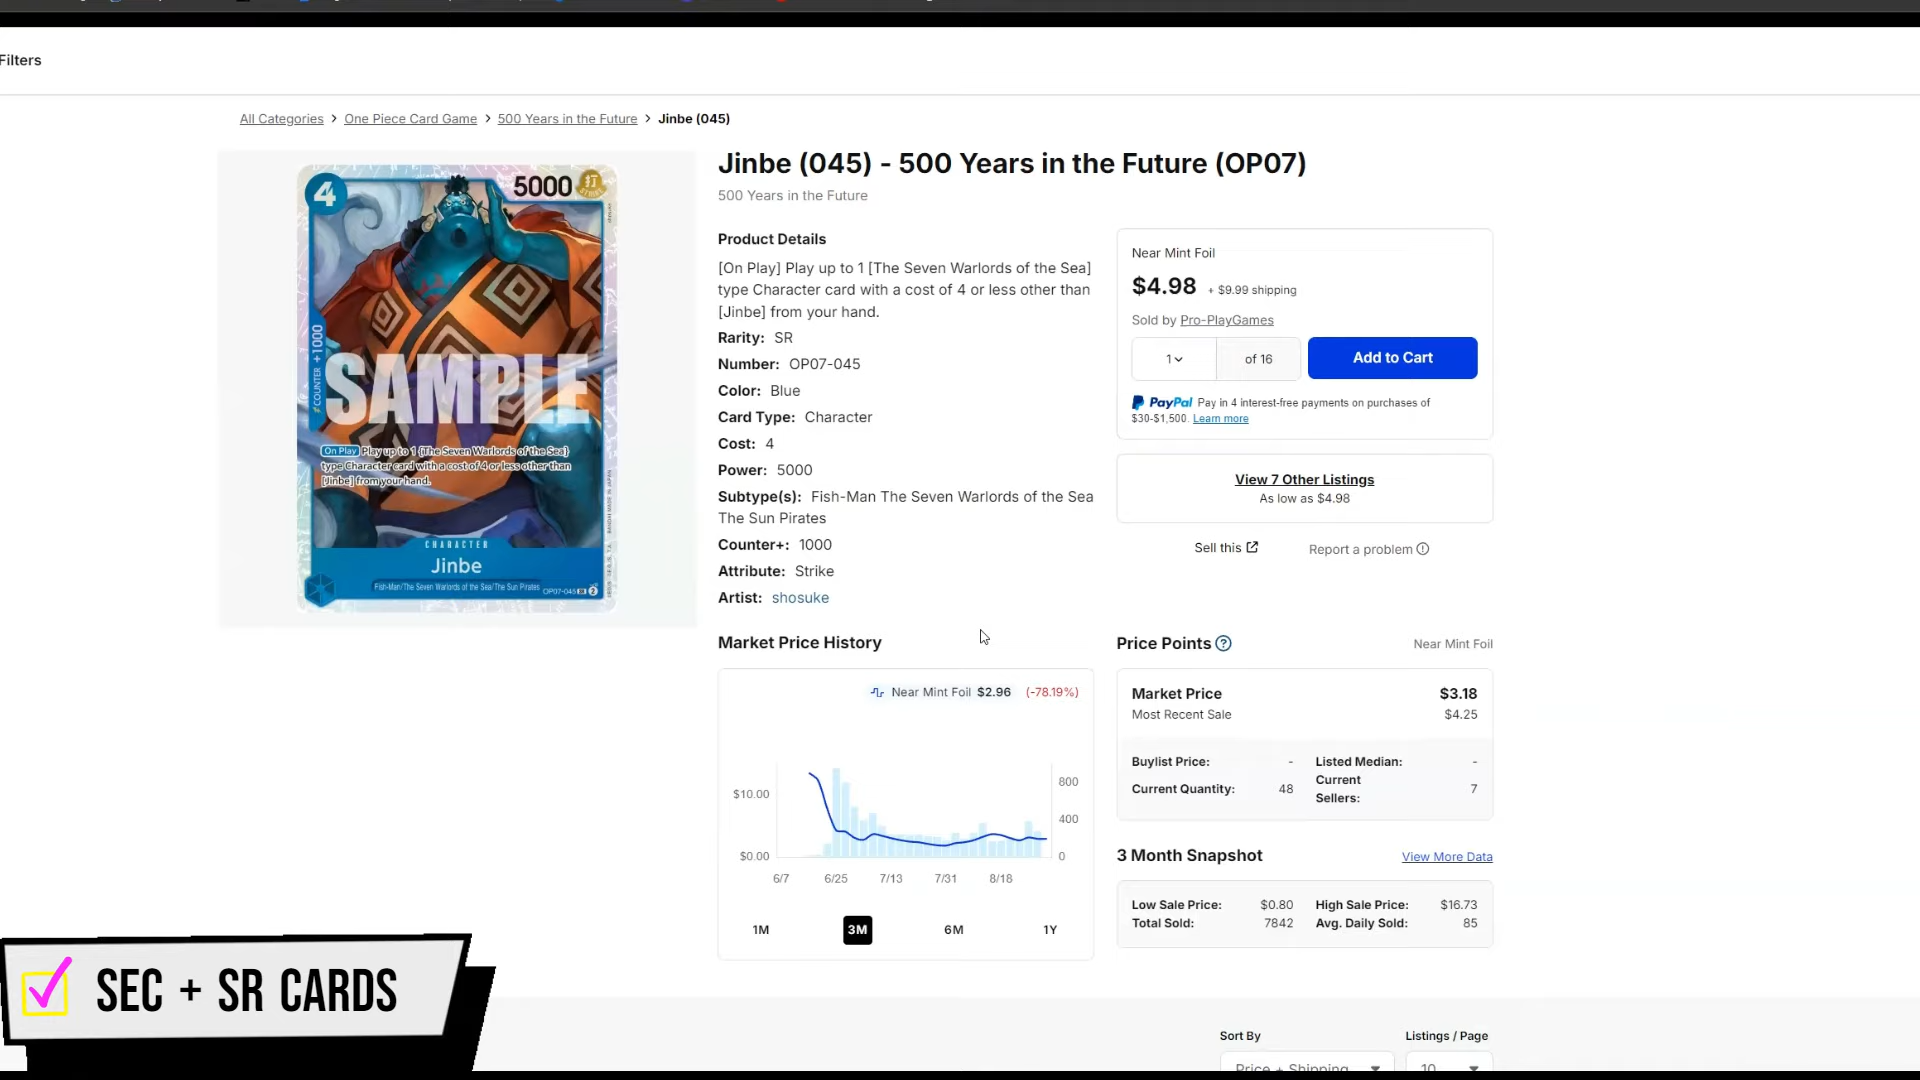 Filters
All Categories > One Piece Card Game > 500 Years in the Future > Jinbe (045)
4
5000
打
COUNTER +1000
SAMPLE
On Play Play up to 1 {The Seven Warlords of the Sea}
type Character card with a cost of 4 or less other than
[Jinbe] from your hand.
CHARACTER
Jinbe
Fish-Man/The Seven Warlords of the Sea/The Sun Pirates
OP07-045 SR 2
Jinbe (045) - 500 Years in the Future (OP07)
500 Years in the Future
Product Details
[On Play] Play up to 1 [The Seven Warlords of the Sea]
type Character card with a cost of 4 or less other than
[Jinbe] from your hand.
Rarity: SR
Number: OP07-045
Color: Blue
Card Type: Character
Cost: 4
Power: 5000
Subtype(s): Fish-Man The Seven Warlords of the Sea
The Sun Pirates
Counter+: 1000
Attribute: Strike
Artist: shosuke
Near Mint Foil
$4.98 + $9.99 shipping
Sold by Pro-PlayGames
1 of 16 Add to Cart
PayPal Pay in 4 interest-free payments on purchases of
$30-$1,500. Learn more
View 7 Other Listings
As low as $4.98
Sell this Report a problem
Market Price History
Near Mint Foil $2.96 (-78.19%)
$10.00
$0.00
800
400
0
6/7 6/25 7/13 7/31 8/18
1M 3M 6M 1Y
Price Points ? Near Mint Foil
Market Price $3.18
Most Recent Sale $4.25
Buylist Price: - Listed Median: -
Current Quantity: 48 Current
Sellers: 7
3 Month Snapshot View More Data
Low Sale Price: $0.80 High Sale Price: $16.73
Total Sold: 7842 Avg. Daily Sold: 85
SEC + SR CARDS
Sort By Listings / Page
Price + Shipping 10